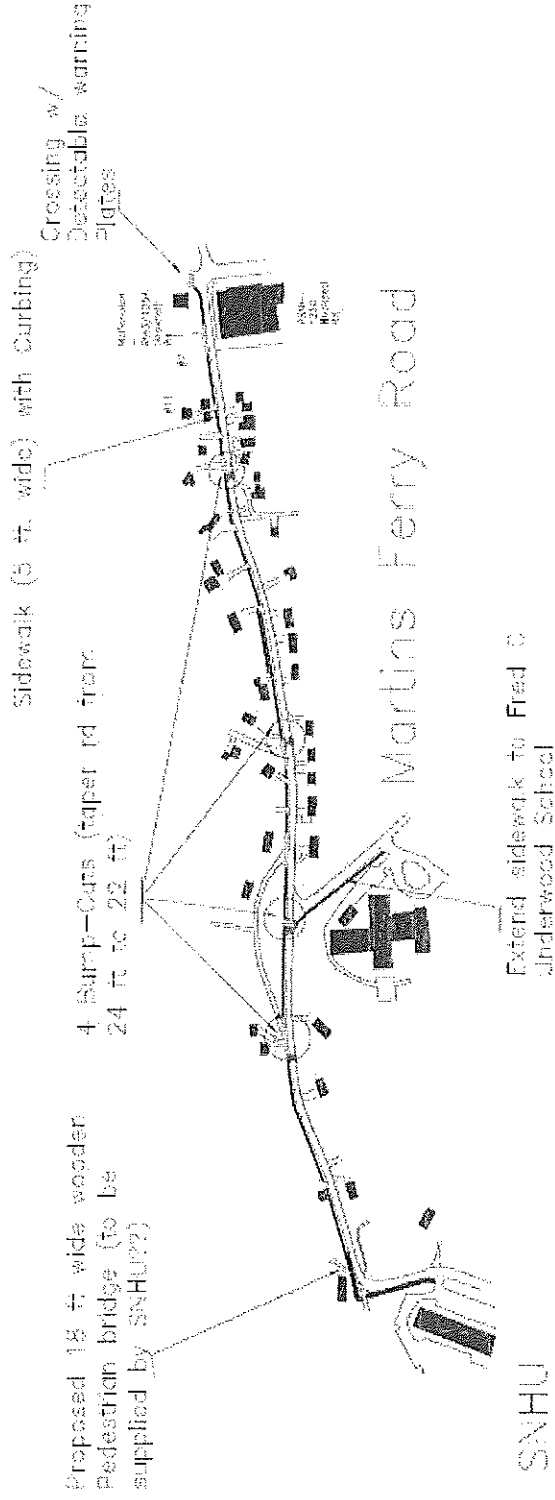 Proposed 18 ft wide wooden
Pedestrian bridge (to be
supplied by SNHU??)
4 Bump-Outs (taper rd from
24 ft to 22 ft)
Sidewalk (5 ft. wide) with Curbing)
Crossing w/
Detectable warning
Plates
Martins Ferry Road
Extend sidewalk to Fred C
Underwood School
SNHU